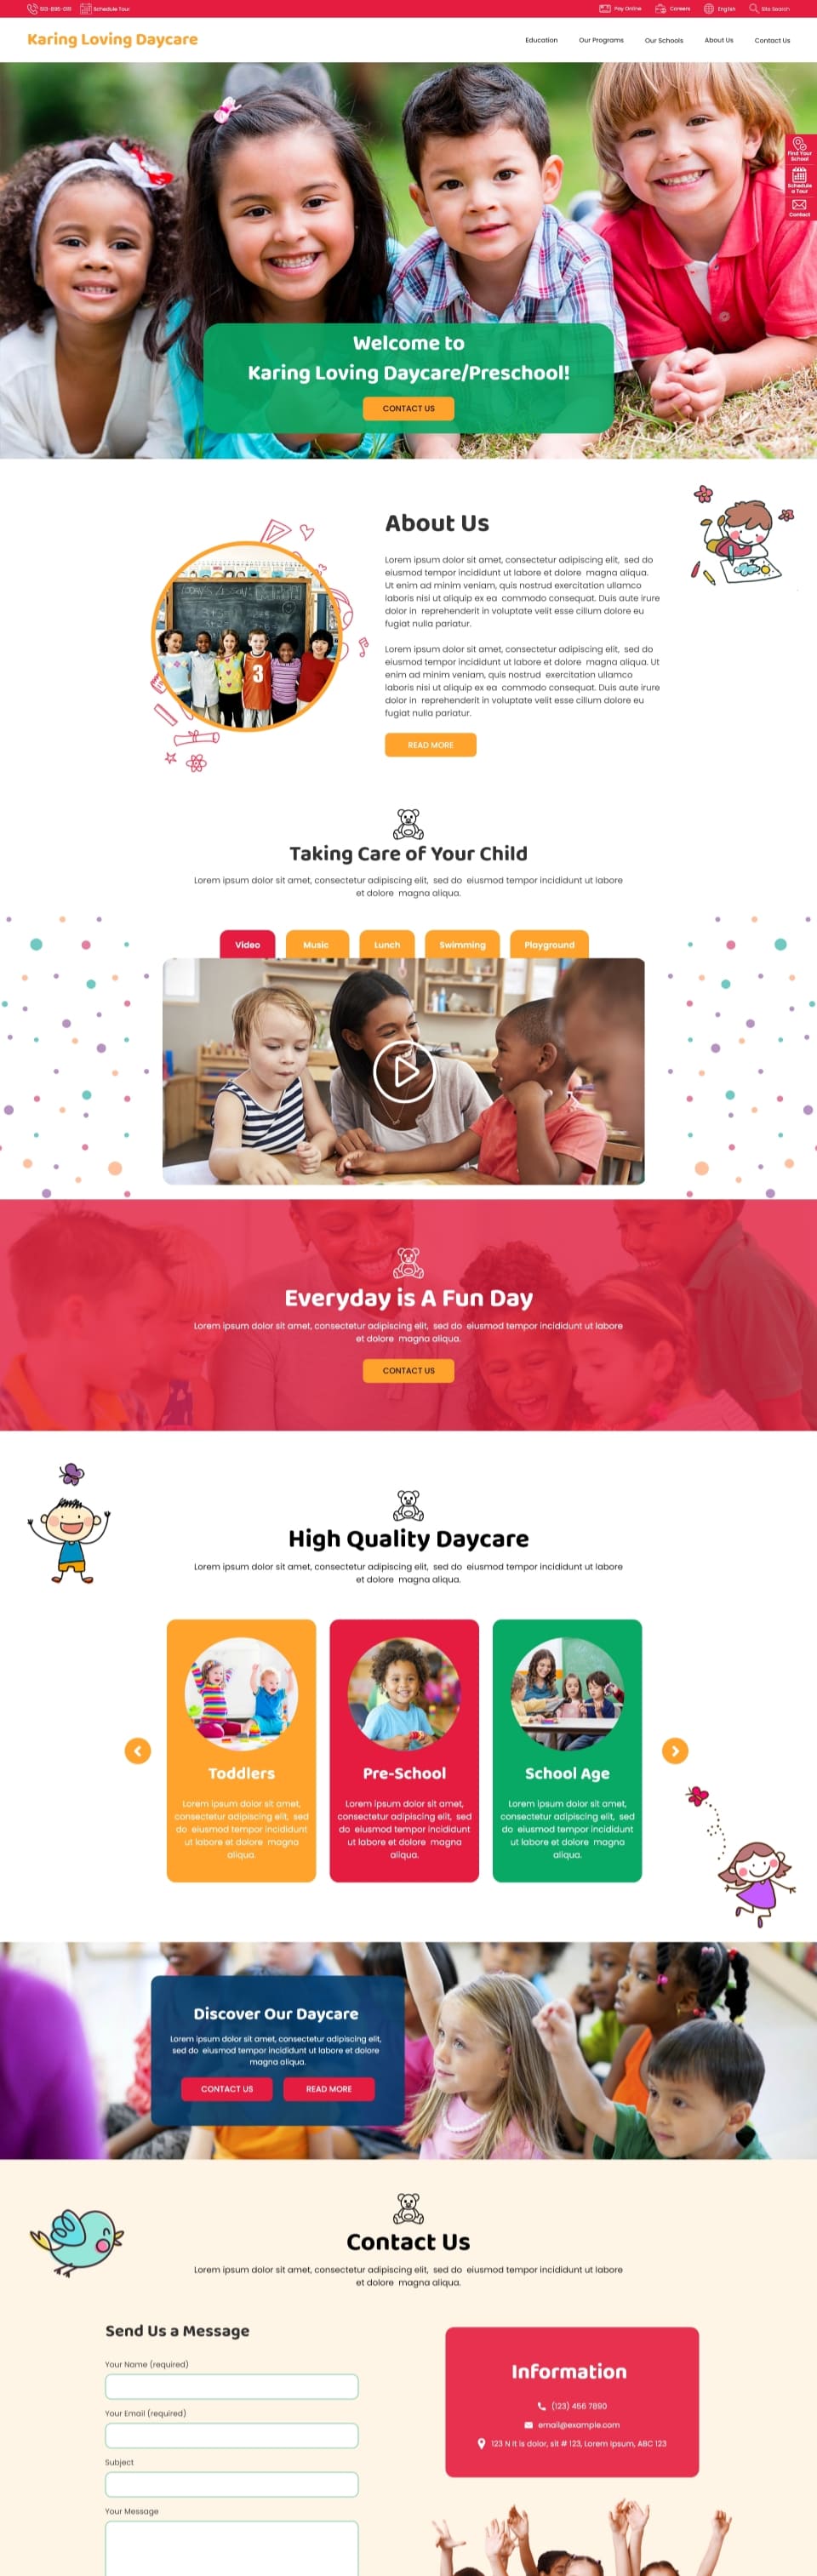 513-895-0111 Schedule Tour Pay Online Careers English Site Search
Karing Loving Daycare
Education Our Programs Our Schools About Us Contact Us
Find Your
School
Schedule
a Tour
Contact
Welcome to
Karing Loving Daycare/Preschool!
CONTACT US
About Us
Lorem ipsum dolor sit amet, consectetur adipiscing elit, sed do
eiusmod tempor incididunt ut labore et dolore magna aliqua.
Ut enim ad minim veniam, quis nostrud exercitation ullamco
laboris nisi ut aliquip ex ea commodo consequat. Duis aute irure
dolor in reprehenderit in voluptate velit esse cillum dolore eu
fugiat nulla pariatur.
Lorem ipsum dolor sit amet, consectetur adipiscing elit, sed do
eiusmod tempor incididunt ut labore et dolore magna aliqua. Ut
enim ad minim veniam, quis nostrud exercitation ullamco
laboris nisi ut aliquip ex ea commodo consequat. Duis aute irure
dolor in reprehenderit in voluptate velit esse cillum dolore eu
fugiat nulla pariatur.
READ MORE
3
Taking Care of Your Child
Lorem ipsum dolor sit amet, consectetur adipiscing elit, sed do eiusmod tempor incididunt ut labore
et dolore magna aliqua.
Video Music Lunch Swimming Playground
Everyday is A Fun Day
Lorem ipsum dolor sit amet, consectetur adipiscing elit, sed do eiusmod tempor incididunt ut labore
et dolore magna aliqua.
CONTACT US
High Quality Daycare
Lorem ipsum dolor sit amet, consectetur adipiscing elit, sed do eiusmod tempor incididunt ut labore
et dolore magna aliqua.
Toddlers
Lorem ipsum dolor sit amet,
consectetur adipiscing elit, sed
do eiusmod tempor incididunt
ut labore et dolore magna
aliqua.
Pre-School
Lorem ipsum dolor sit amet,
consectetur adipiscing elit, sed
do eiusmod tempor incididunt
ut labore et dolore magna
aliqua.
School Age
Lorem ipsum dolor sit amet,
consectetur adipiscing elit, sed
do eiusmod tempor incididunt
ut labore et dolore magna
aliqua.
Discover Our Daycare
Lorem ipsum dolor sit amet, consectetur adipiscing elit,
sed do eiusmod tempor incididunt ut labore et dolore
magna aliqua.
CONTACT US READ MORE
Contact Us
Lorem ipsum dolor sit amet, consectetur adipiscing elit, sed do eiusmod tempor incididunt ut labore
et dolore magna aliqua.
Send Us a Message
Your Name (required)
Your Email (required)
Subject
Your Message
Information
(123) 456 7890
email@example.com
123 N It is dolor, sit # 123, Lorem Ipsum, ABC 123